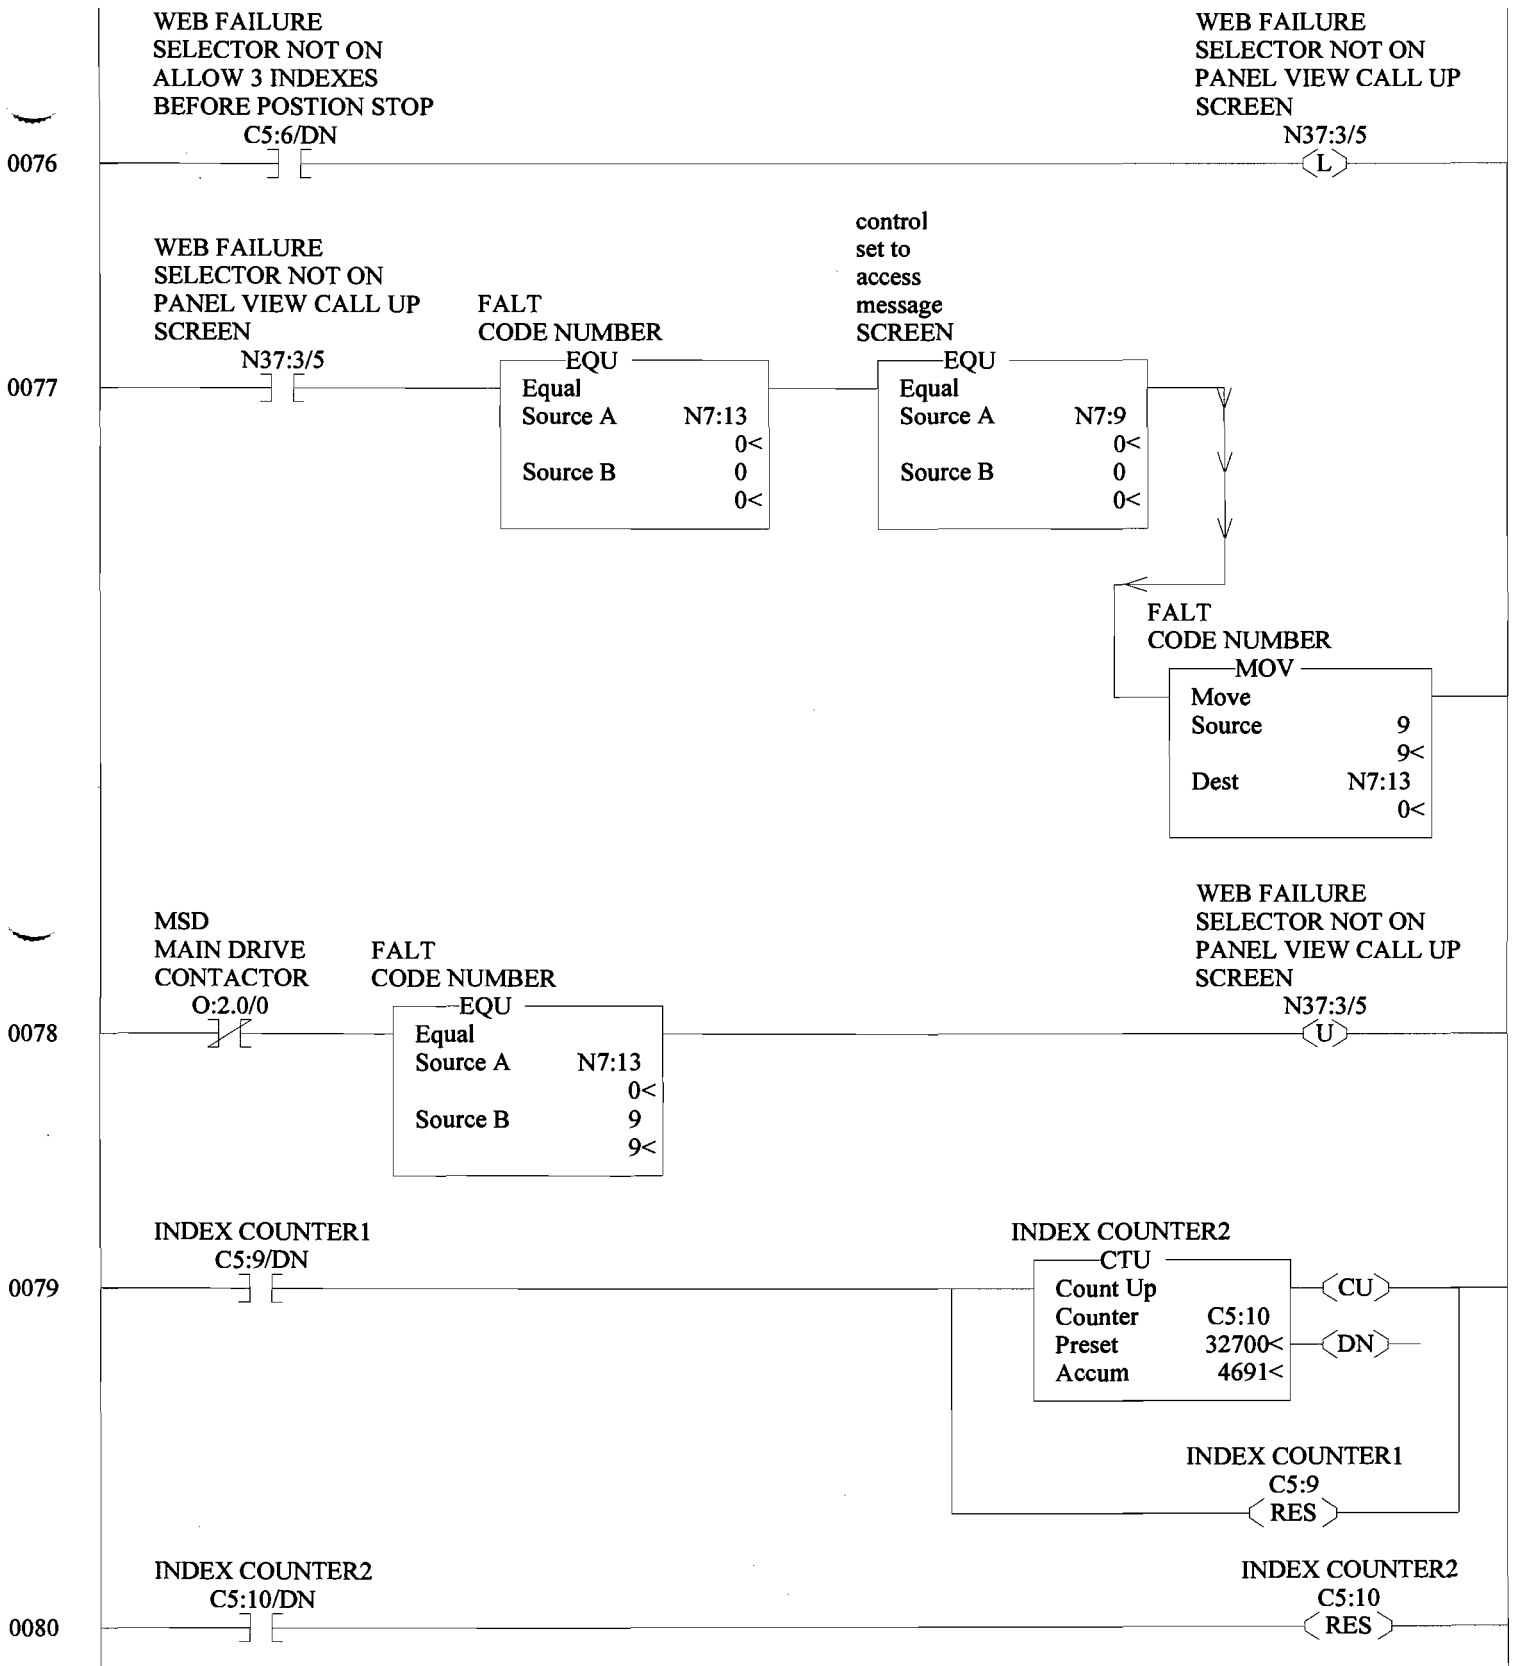 WEB FAILURE
SELECTOR NOT ON
ALLOW 3 INDEXES
BEFORE POSTION STOP
C5:6/DN
WEB FAILURE
SELECTOR NOT ON
PANEL VIEW CALL UP
SCREEN
N37:3/5
0076
L
WEB FAILURE
SELECTOR NOT ON
PANEL VIEW CALL UP
SCREEN
N37:3/5
FALT
CODE NUMBER
control
set to
access
message
SCREEN
0077
EQU
Equal
Source A N7:13
0<
Source B 0
0<
EQU
Equal
Source A N7:9
0<
Source B 0
0<
FALT
CODE NUMBER
MOV
Move
Source 9
9<
Dest N7:13
0<
MSD
MAIN DRIVE
CONTACTOR
O:2.0/0
FALT
CODE NUMBER
WEB FAILURE
SELECTOR NOT ON
PANEL VIEW CALL UP
SCREEN
N37:3/5
0078
EQU
Equal
Source A N7:13
0<
Source B 9
9<
U
INDEX COUNTER1
C5:9/DN
INDEX COUNTER2
0079
CTU
Count Up
Counter C5:10
Preset 32700<
Accum 4691<
CU
DN
INDEX COUNTER1
C5:9
RES
INDEX COUNTER2
C5:10/DN
INDEX COUNTER2
C5:10
0080
RES